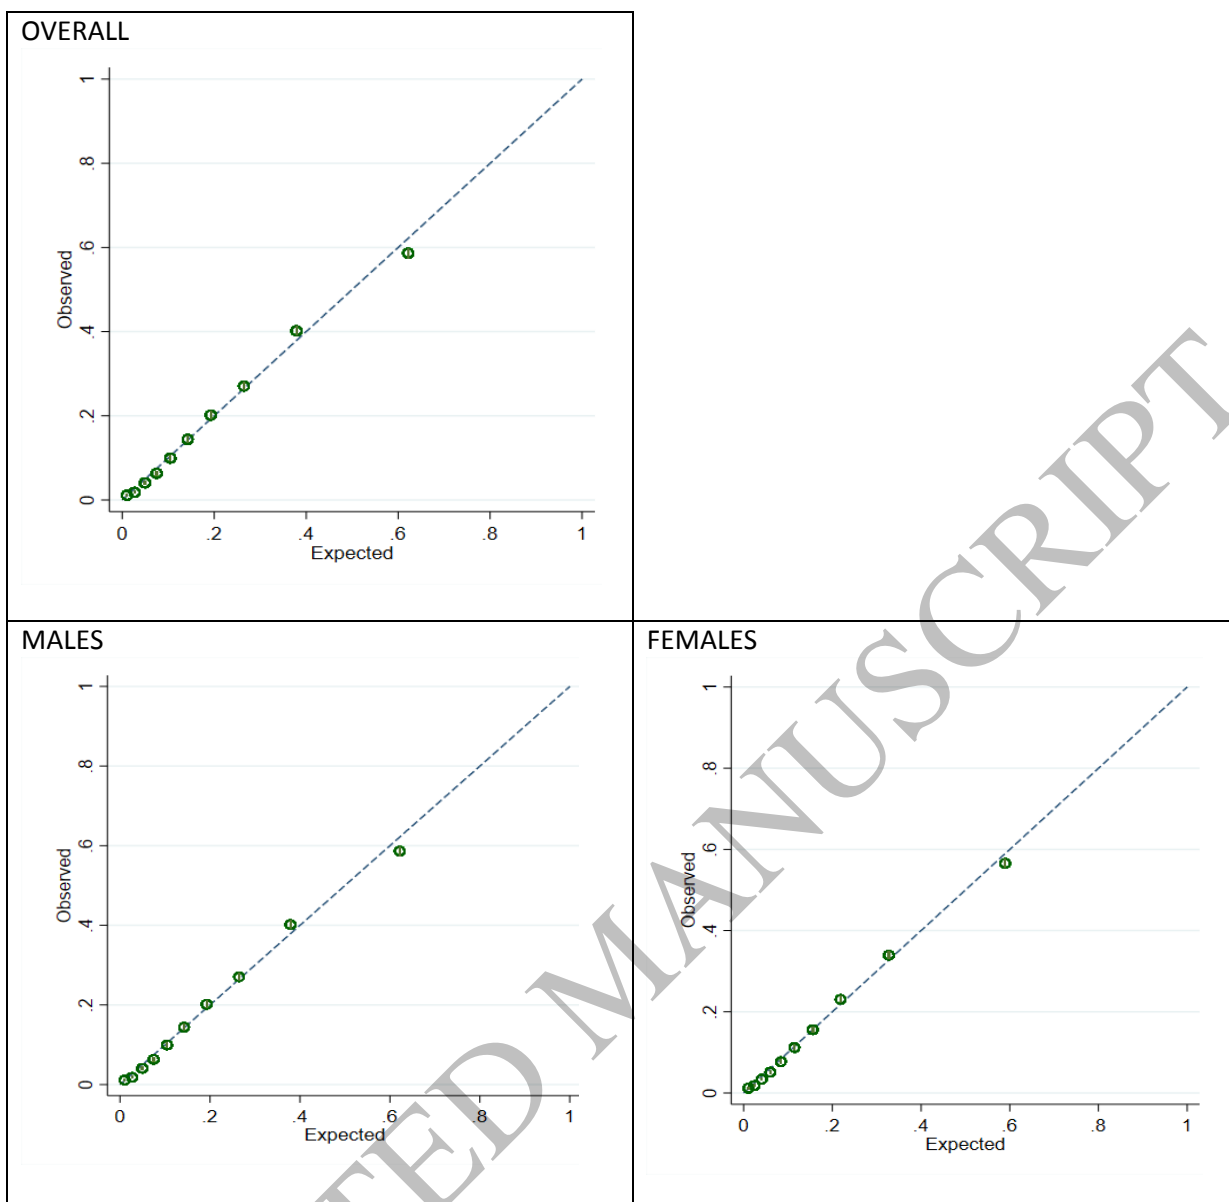 OVERALL
1
.8
.6
.4
.2
0
Observed
0 .2 .4 .6 .8 1
Expected
MALES
1
.8
.6
.4
.2
0
Observed
0 .2 .4 .6 .8 1
Expected
FEMALES
1
.8
.6
.4
.2
0
Observed
0 .2 .4 .6 .8 1
Expected
TED MANUSCRIPT